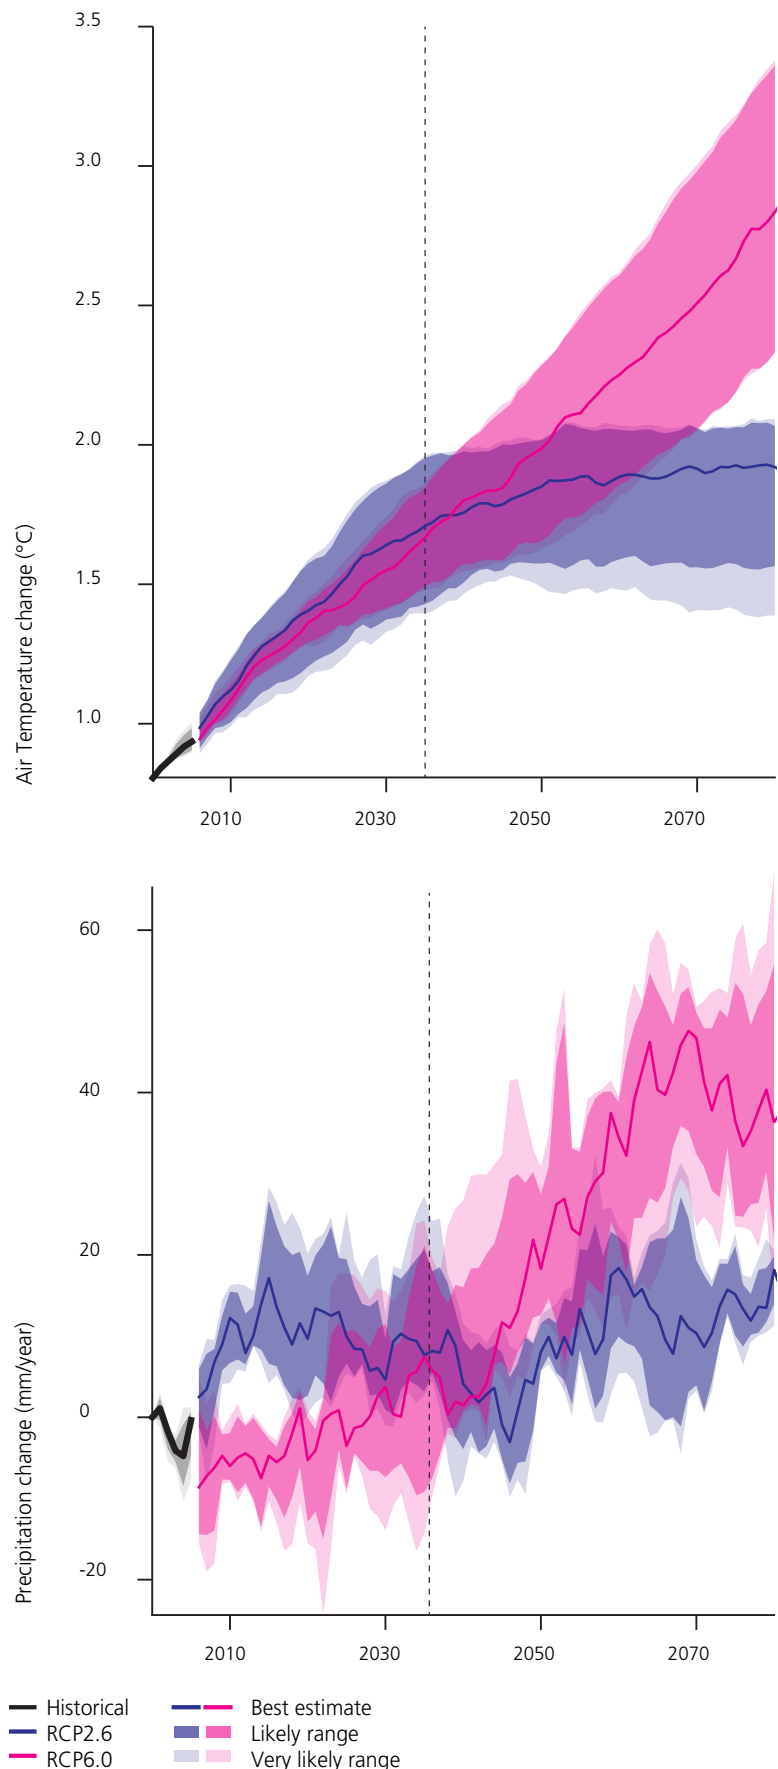 3.5
3.0
2.5
2.0
1.5
1.0
Air Temperature change (°C)
2010 2030 2050 2070
60
40
20
0
-20
Precipitation change (mm/year)
2010 2030 2050 2070
Historical Best estimate
RCP2.6 Likely range
RCP6.0 Very likely range